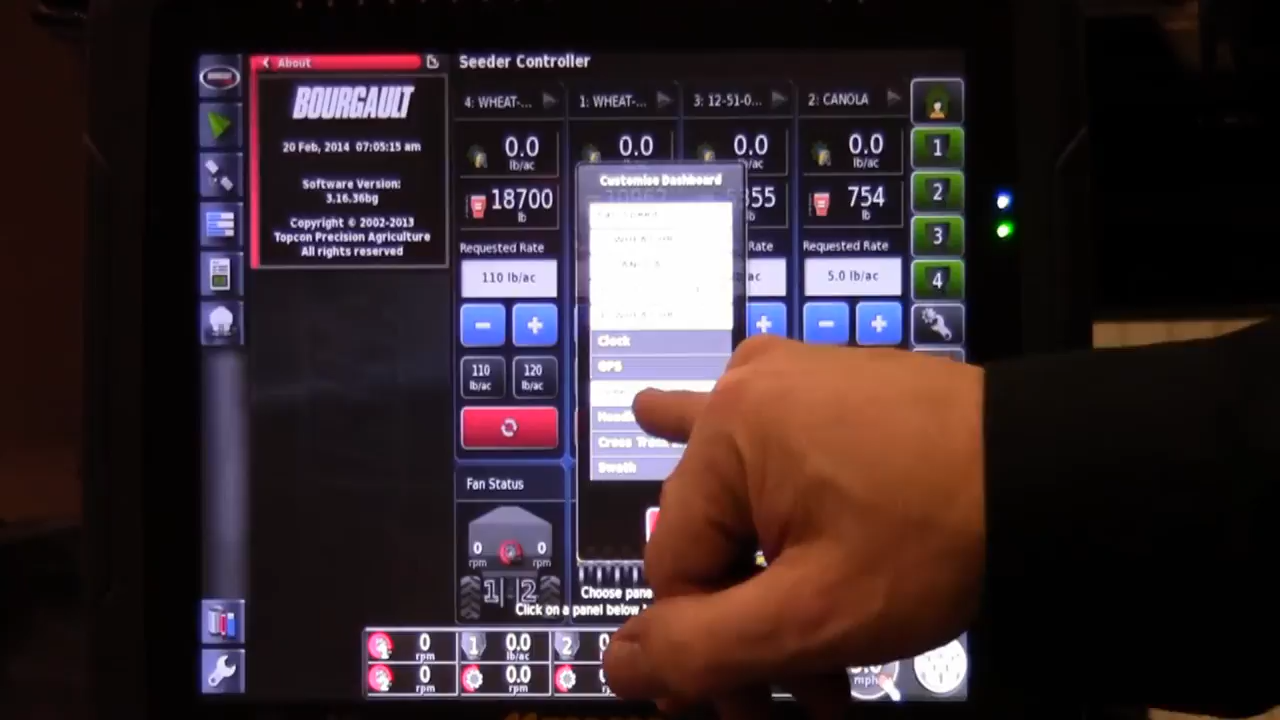 About
BOURGAULT
20 Feb, 2014 07:05:15 am
Software Version:
3.16.36bg
Copyright © 2002-2013
Topcon Precision Agriculture
All rights reserved
Seeder Controller
4: WHEAT-...
1: WHEAT-...
3: 12-51-0...
2: CANOLA
0.0
lb/ac
0.0
0.0
lb/ac
0.0
lb/ac
18700
lb
355
754
lb
Requested Rate
Rate
Requested Rate
110 lb/ac
ac
5.0 lb/ac
110
lb/ac
120
lb/ac
Customise Dashboard
Clock
GPS
Cross
Swath
1
2
3
4
Fan Status
0
rpm
0
rpm
1
2
Choose
Click on a panel below
0
rpm
1
0.0
lb/ac
2
0
rpm
0.0
rpm
mph